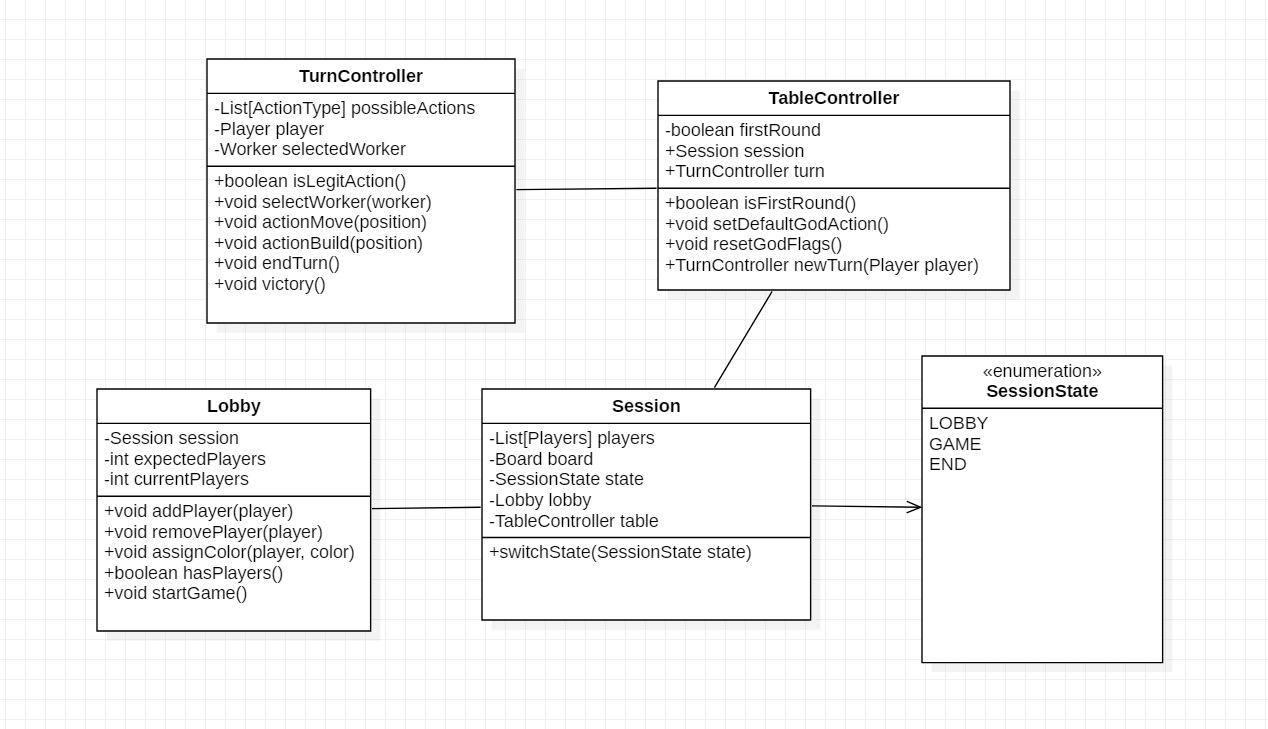 TurnController
-List[ActionType] possibleActions
-Player player
-Worker selectedWorker
+boolean isLegitAction()
+void selectWorker(worker)
+void actionMove(position)
+void actionBuild(position)
+void endTurn()
+void victory()
TableController
-boolean firstRound
+Session session
+TurnController turn
+boolean isFirstRound()
+void setDefaultGodAction()
+void resetGodFlags()
+TurnController newTurn(Player player)
Lobby
-Session session
-int expectedPlayers
-int currentPlayers
+void addPlayer(player)
+void removePlayer(player)
+void assignColor(player, color)
+boolean hasPlayers()
+void startGame()
Session
-List[Players] players
-Board board
-SessionState state
-Lobby lobby
-TableController table
+switchState(SessionState state)
«enumeration»
SessionState
LOBBY
GAME
END